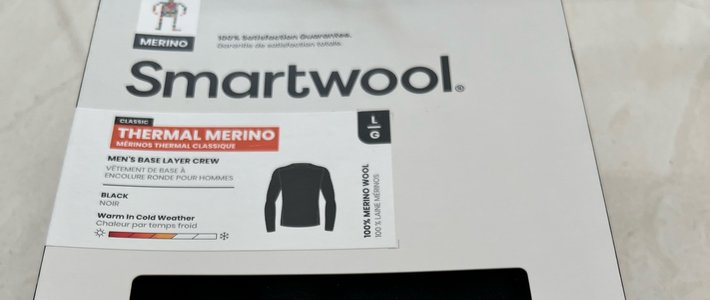 MERINO
100% Satisfaction Guarantee.
Garantie de satisfaction totale.
Smartwool®
CLASSIC
THERMAL MERINO
MÉRINOS THERMAL CLASSIQUE
L
G
MEN'S BASE LAYER CREW
VÊTEMENT DE BASE À
ENCOLURE RONDE POUR HOMMES
BLACK
NOIR
Warm In Cold Weather
Chaleur par temps froid
100% MERINO WOOL
100 % LAINE MÉRINOS